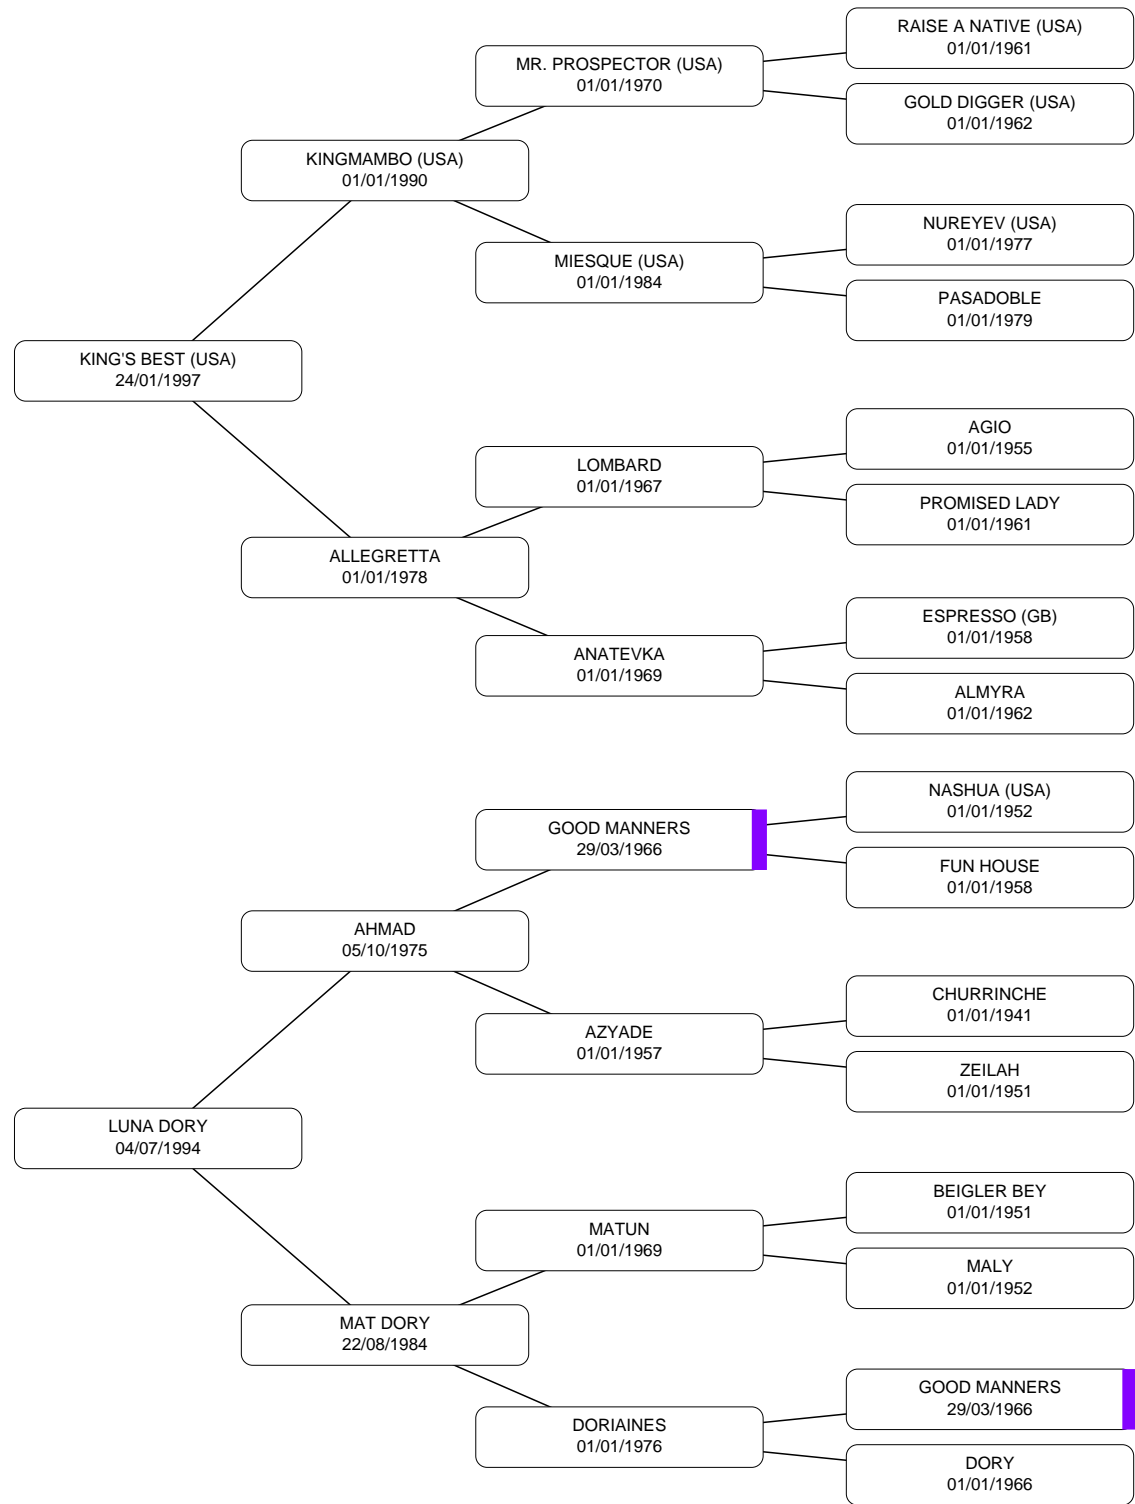 RAISE A NATIVE (USA)
01/01/1961
MR. PROSPECTOR (USA)
01/01/1970
GOLD DIGGER (USA)
01/01/1962
KINGMAMBO (USA)
01/01/1990
NUREYEV (USA)
01/01/1977
MIESQUE (USA)
01/01/1984
PASADOBLE
01/01/1979
KING'S BEST (USA)
24/01/1997
AGIO
01/01/1955
LOMBARD
01/01/1967
PROMISED LADY
01/01/1961
ALLEGRETTA
01/01/1978
ESPRESSO (GB)
01/01/1958
ANATEVKA
01/01/1969
ALMYRA
01/01/1962
NASHUA (USA)
01/01/1952
GOOD MANNERS
29/03/1966
FUN HOUSE
01/01/1958
AHMAD
05/10/1975
CHURRINCHE
01/01/1941
AZYADE
01/01/1957
ZEILAH
01/01/1951
LUNA DORY
04/07/1994
BEIGLER BEY
01/01/1951
MATUN
01/01/1969
MALY
01/01/1952
MAT DORY
22/08/1984
GOOD MANNERS
29/03/1966
DORIAINES
01/01/1976
DORY
01/01/1966